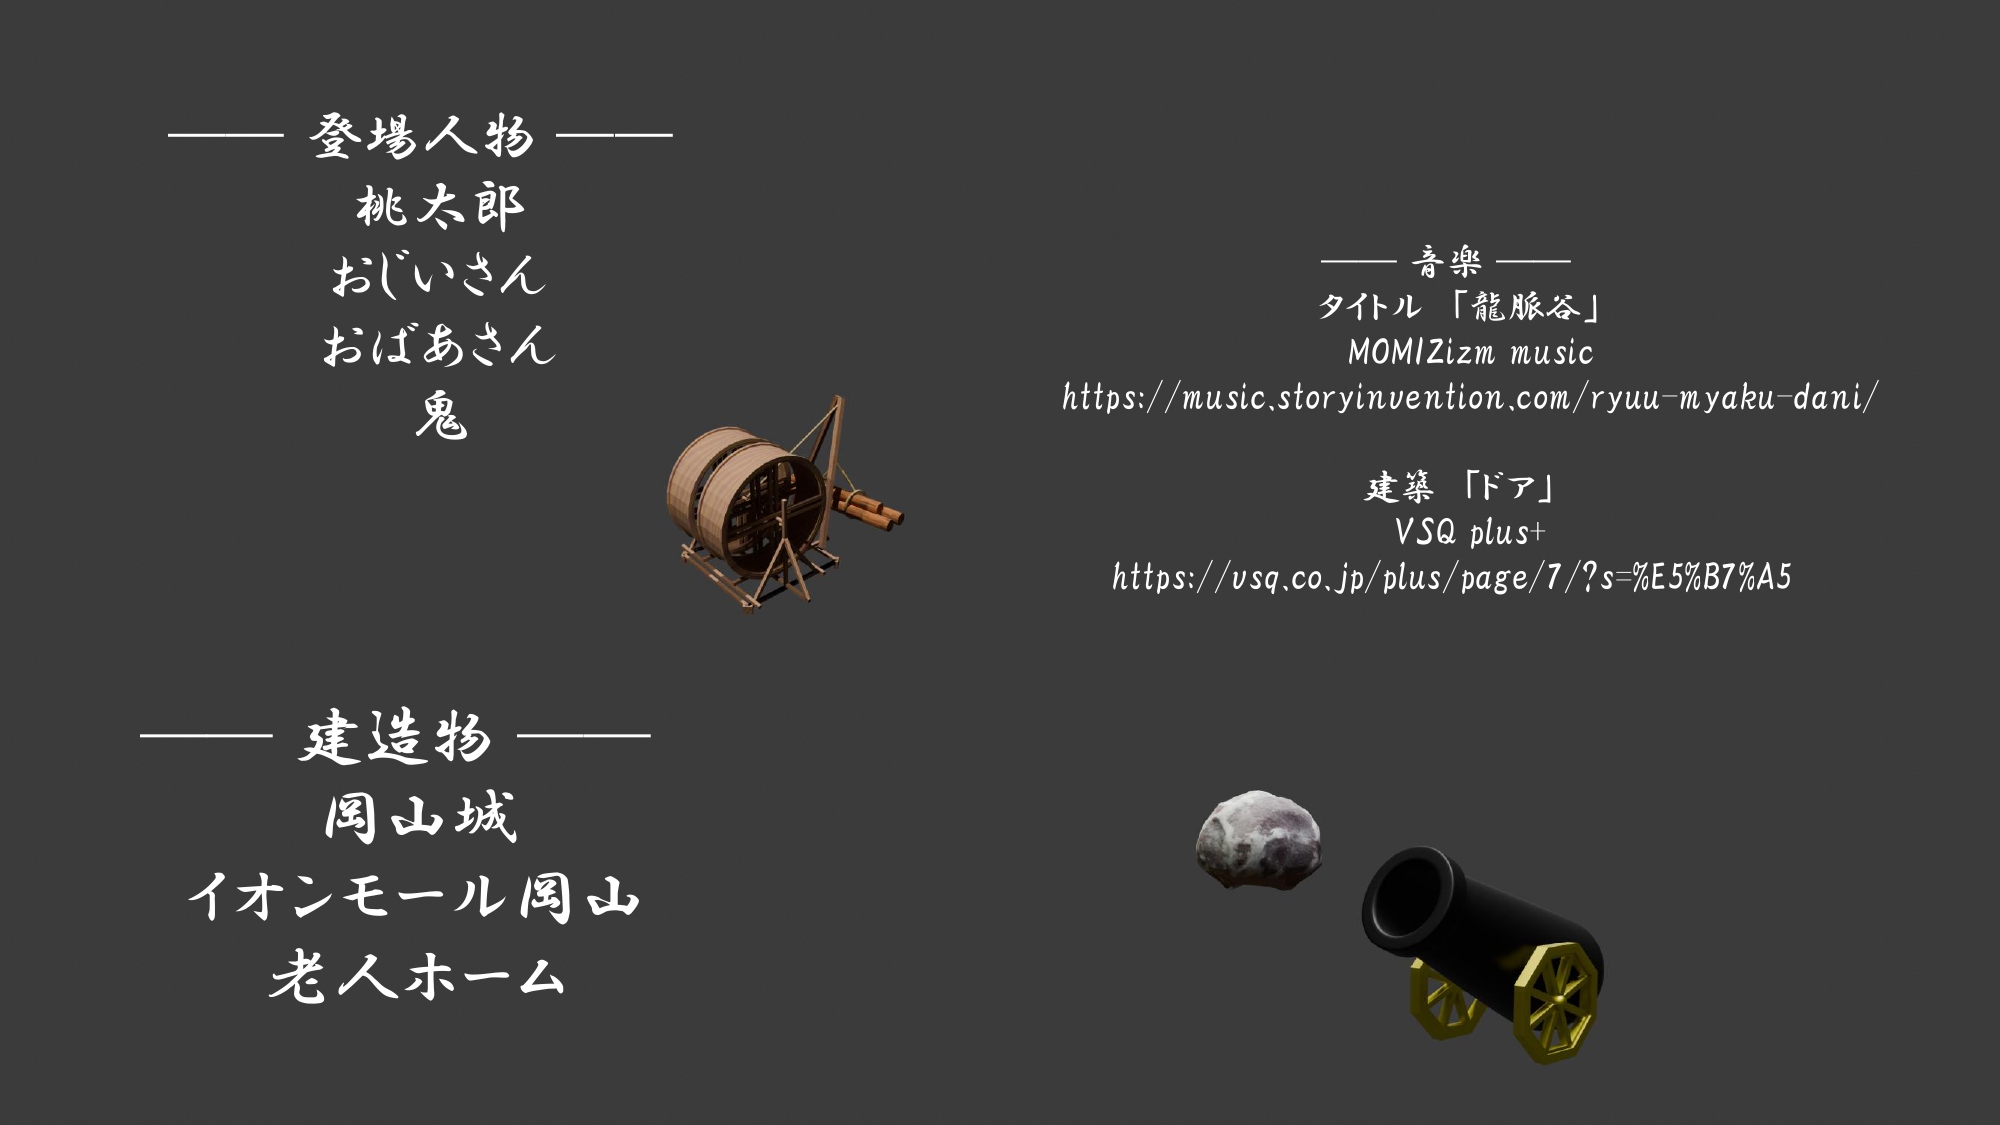 ―― 登場人物 ――
桃太郎
おじいさん
おばあさん
鬼
―― 建造物 ――
岡山城
イオンモール岡山
老人ホーム
―― 音楽 ――
タイトル 「龍脈谷」
MOMIZizm music
https://music.storyinvention.com/ryuu-myaku-dani/
建築 「ドア」
VSQ plus+
https://vsq.co.jp/plus/page/7/?s=%E5%B7%A5